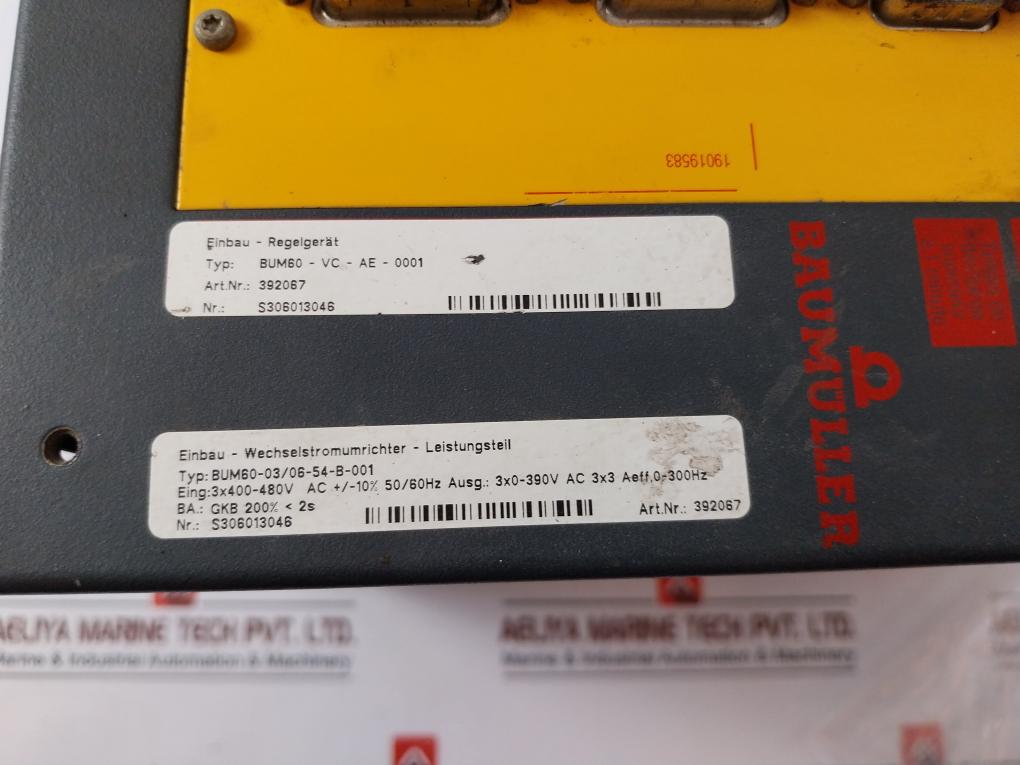 19019583
Einbau - Regelgerät
Typ: BUM60 - VC - AE - 0001
Art.Nr.: 392067
Nr.: S306013046
BAUMÜLLER
Einbau - Wechselstromumrichter - Leistungsteil
Typ: BUM60-03/06-54-B-001
Eing:3x400-480V AC +/-10% 50/60Hz Ausg.: 3x0-390V AC 3x3 Aeff,0-300Hz
BA.: GKB 200% < 2s
Nr.: S306013046 Art.Nr.: 392067
AELIYA MARINE TECH PVT. LTD. AELIYA MARINE TECH PVT. LTD.
Marine & Industrial Automation & Machinery Marine & Industrial Automation & Machinery